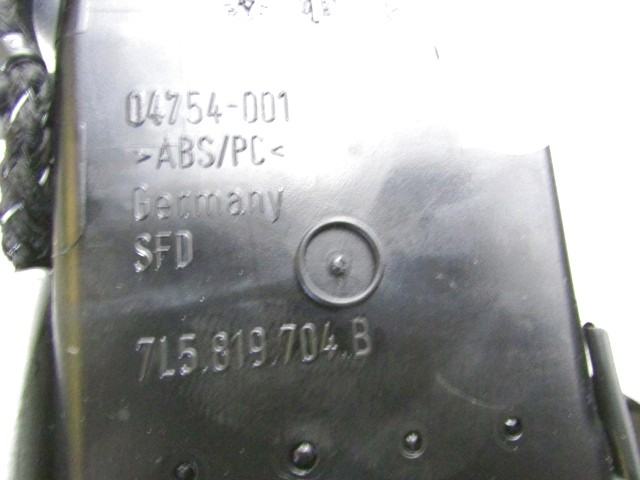 04754-001
>ABS/PC<
Germany
SFD
7L5.819.704.B